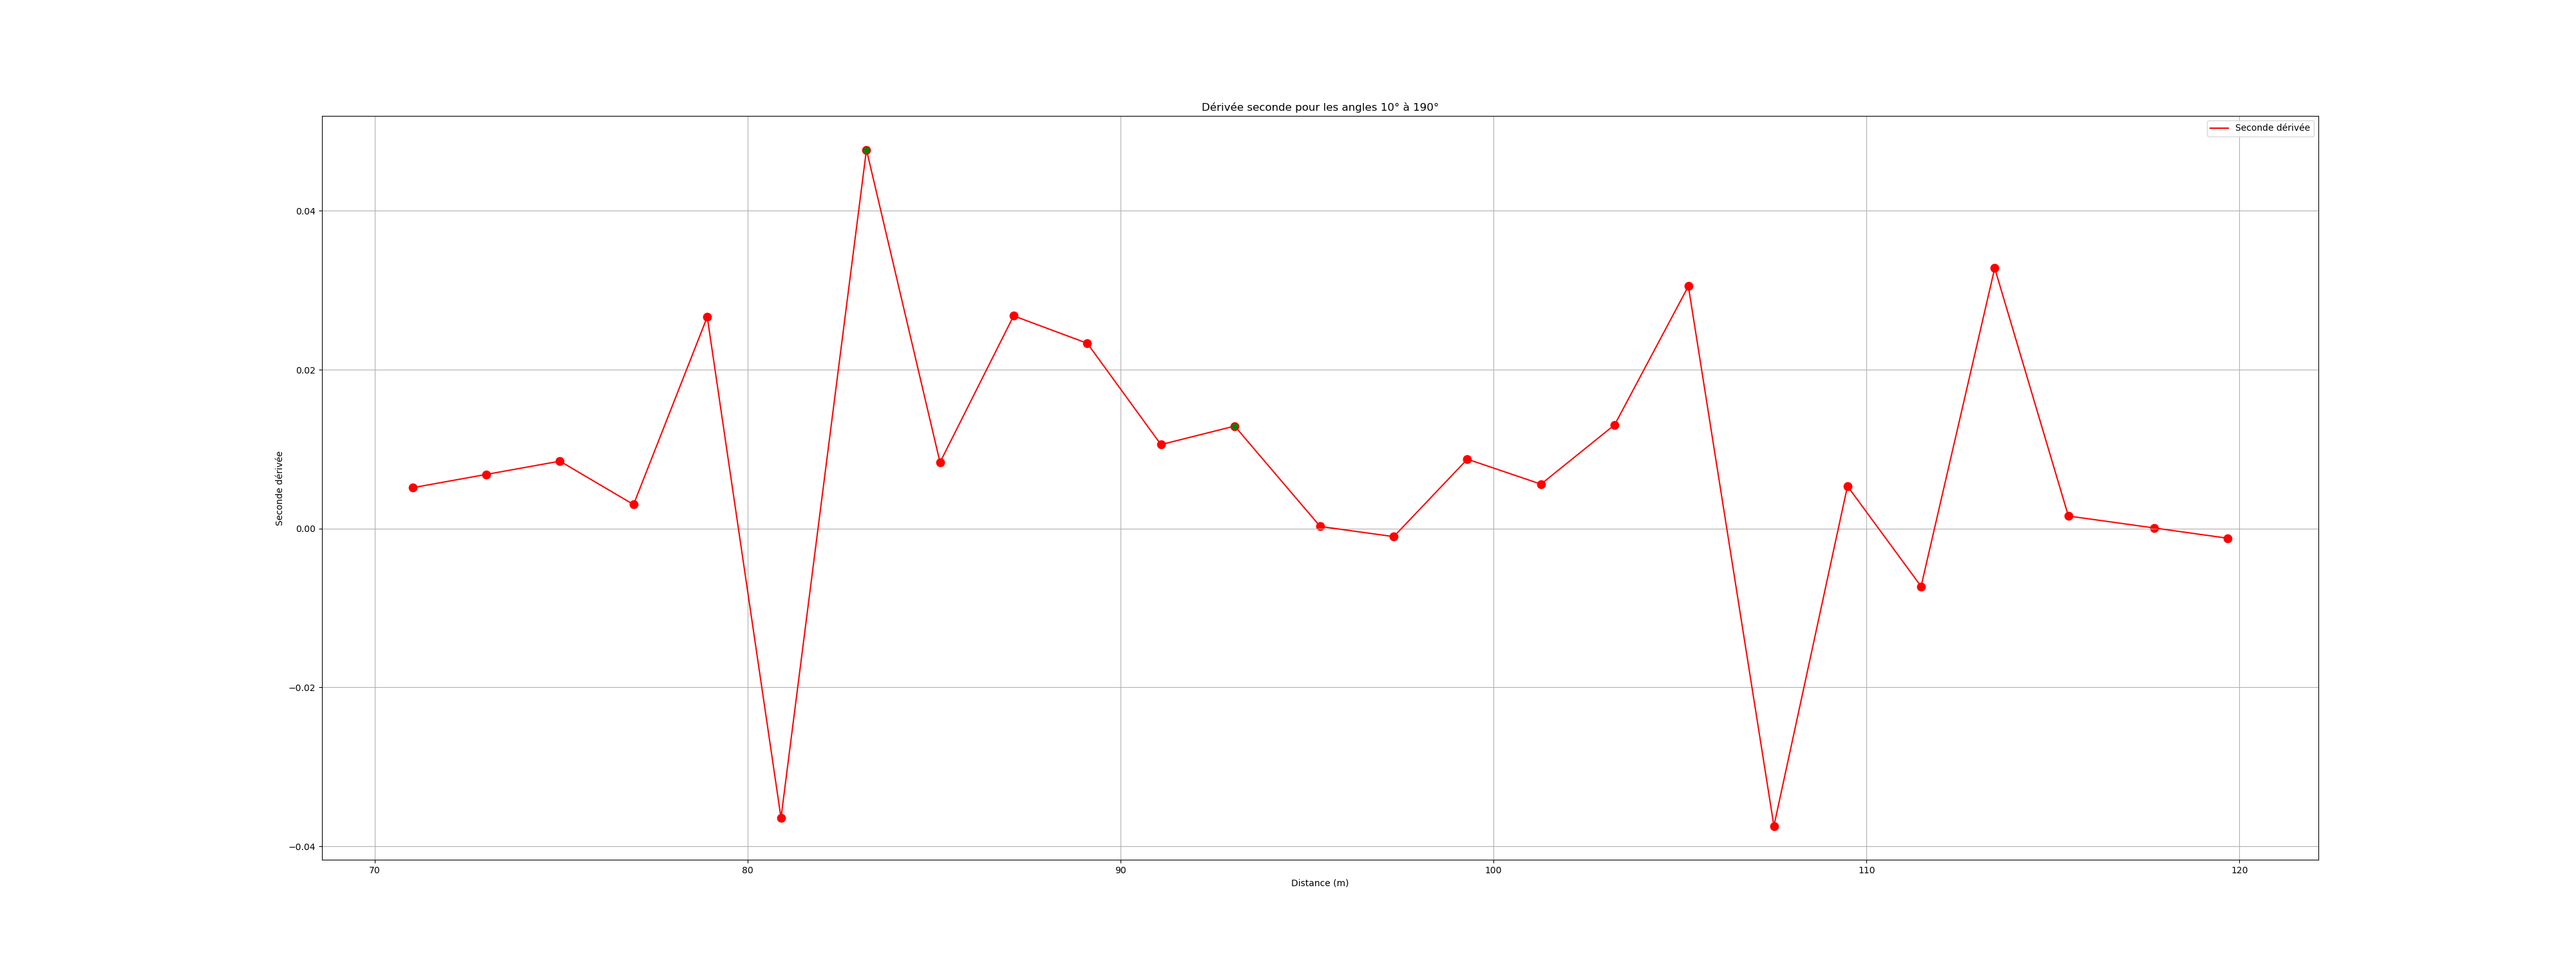 Dérivée seconde pour les angles 10° à 190°
Seconde dérivée
Seconde dérivée
0.04
0.02
0.00
−0.02
−0.04
70 80 90 100 110 120
Distance (m)